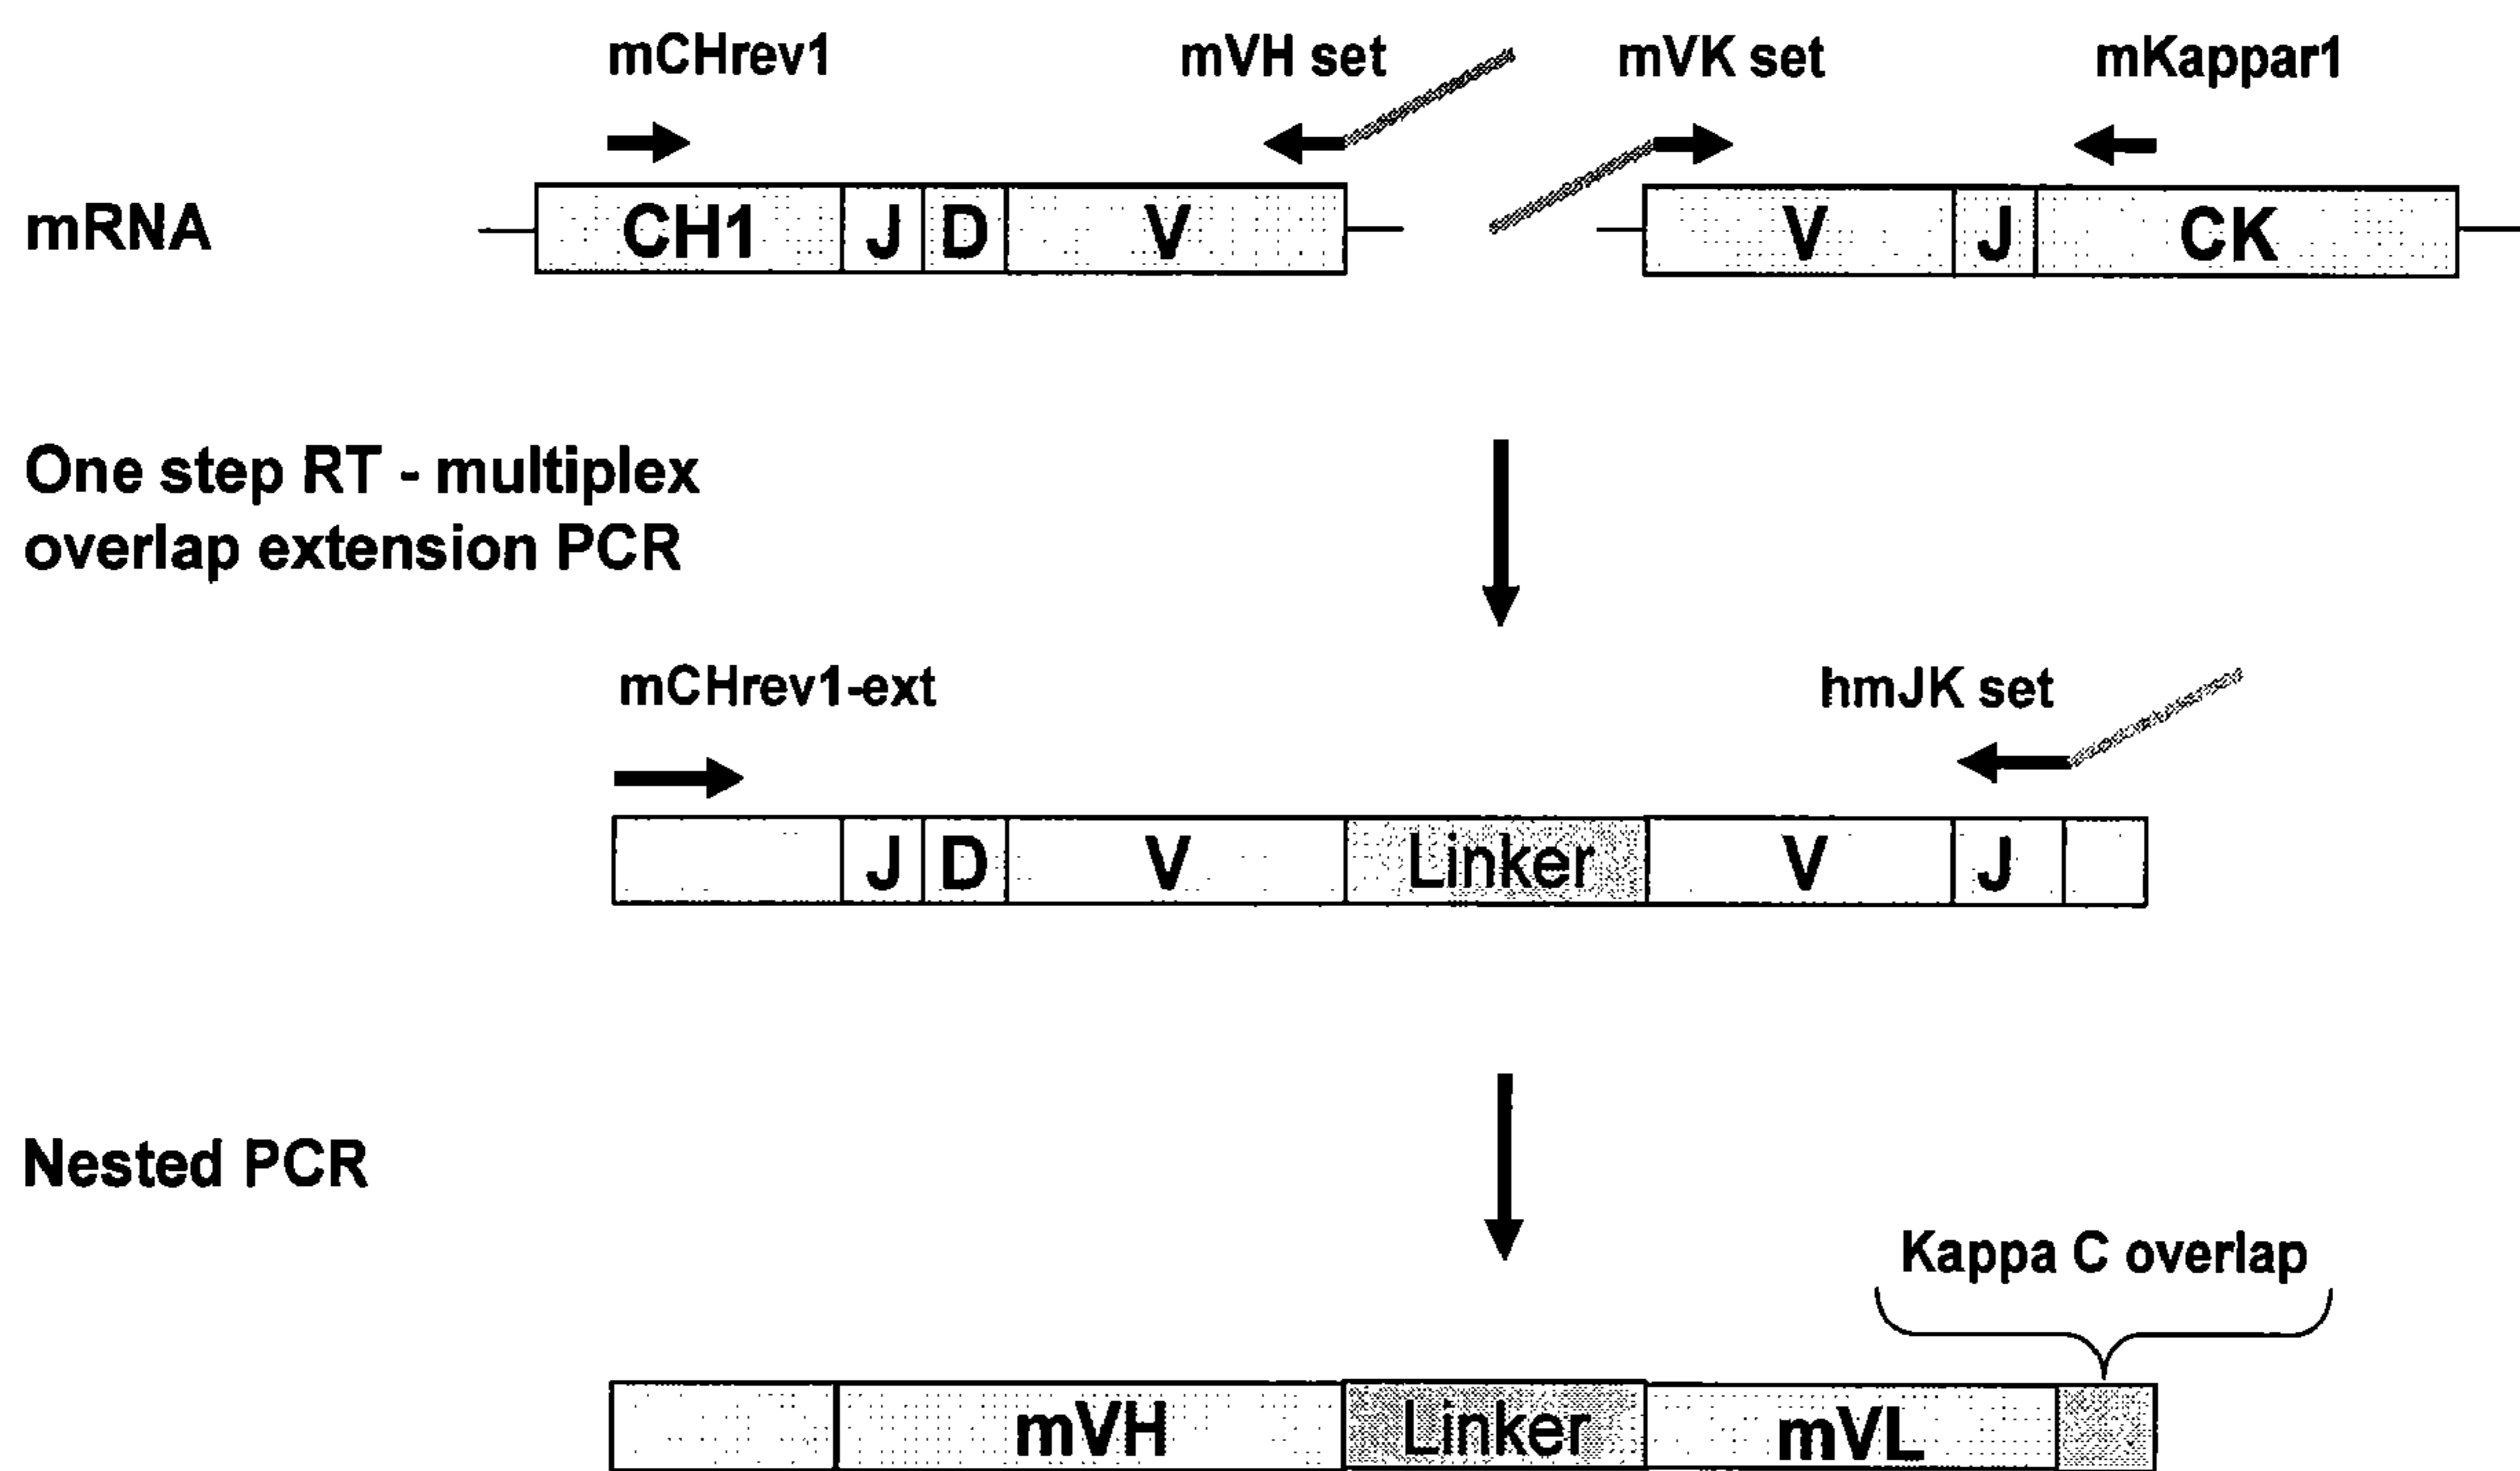 mCHrev1 mVH set mVK set mKappar1
mRNA CH1 J D V V J CK
One step RT - multiplex
overlap extension PCR
mCHrev1-ext hmJK set
J D V Linker V J
Nested PCR
Kappa C overlap
mVH Linker mVL